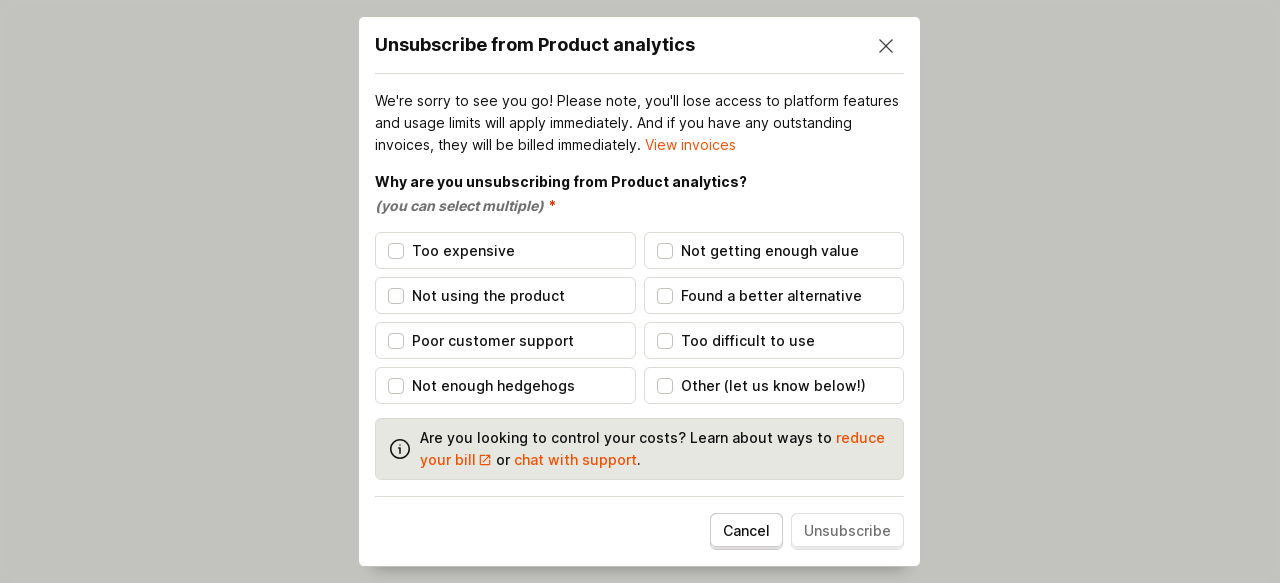 Unsubscribe from Product analytics
We're sorry to see you go! Please note, you'll lose access to platform features
and usage limits will apply immediately. And if you have any outstanding
invoices, they will be billed immediately. View invoices
Why are you unsubscribing from Product analytics?
(you can select multiple) *
Too expensive
Not getting enough value
Not using the product
Found a better alternative
Poor customer support
Too difficult to use
Not enough hedgehogs
Other (let us know below!)
Are you looking to control your costs? Learn about ways to reduce
your bill or chat with support.
Cancel
Unsubscribe